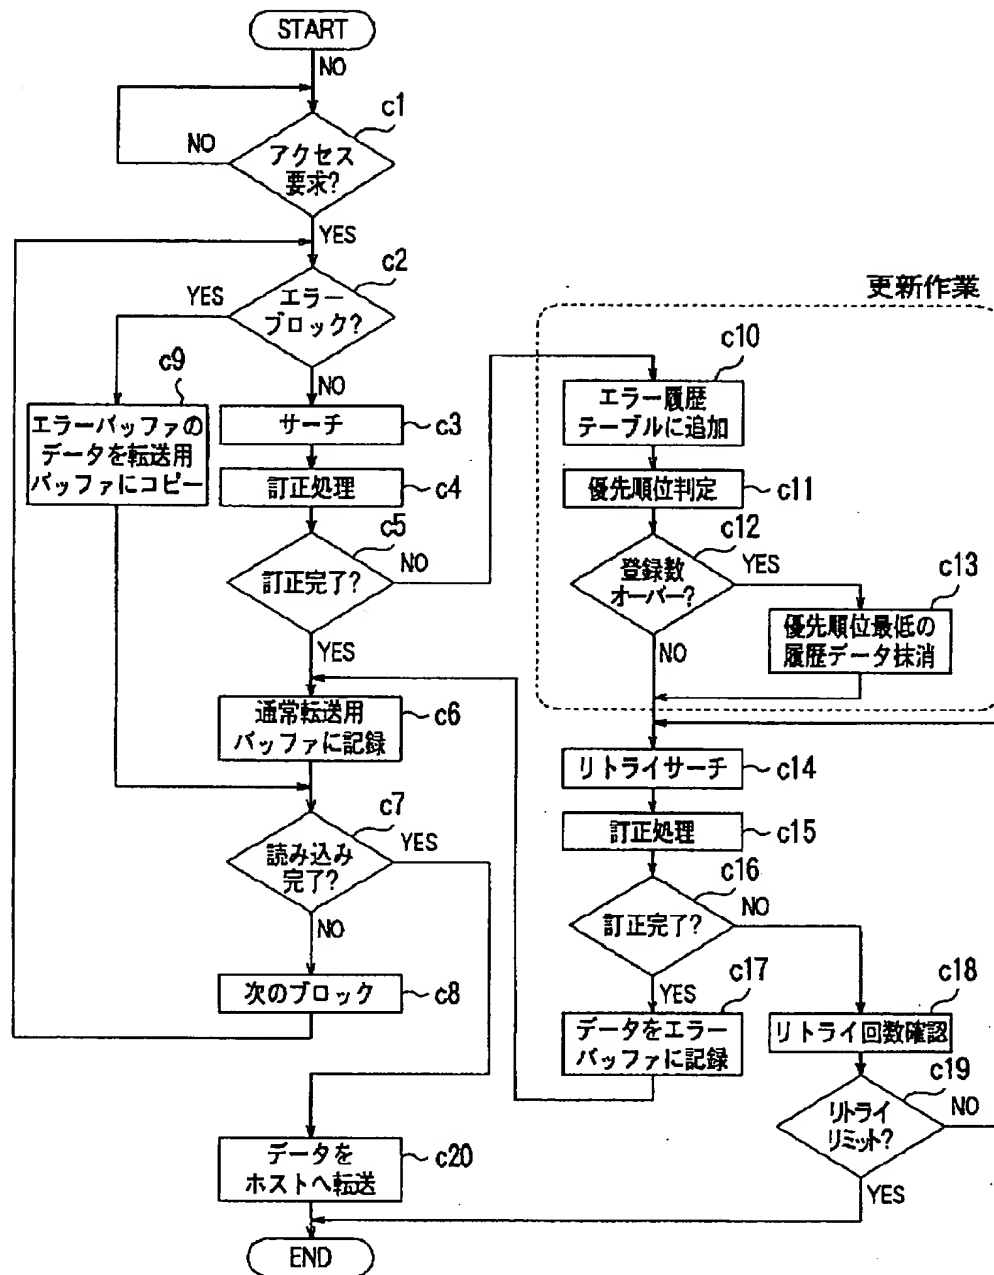 START
NO
c1
NO
アクセス
要求?
YES
c2
YES
エラー
ブロック?
NO
c9
エラーバッファの
データを転送用
バッファにコピー
サーチ
c3
訂正処理
c4
c5
訂正完了?
NO
YES
通常転送用
バッファに記録
c6
c7
読み込み
完了?
YES
NO
次のブロック
c8
データを
ホストへ転送
c20
END
更新作業
c10
エラー履歴
テーブルに追加
優先順位判定
c11
c12
登録数
オーバー?
YES
NO
c13
優先順位最低の
履歴データ抹消
リトライサーチ
c14
訂正処理
c15
c16
訂正完了?
NO
YES
c17
データをエラー
バッファに記録
c18
リトライ回数確認
c19
リトライ
リミット?
NO
YES